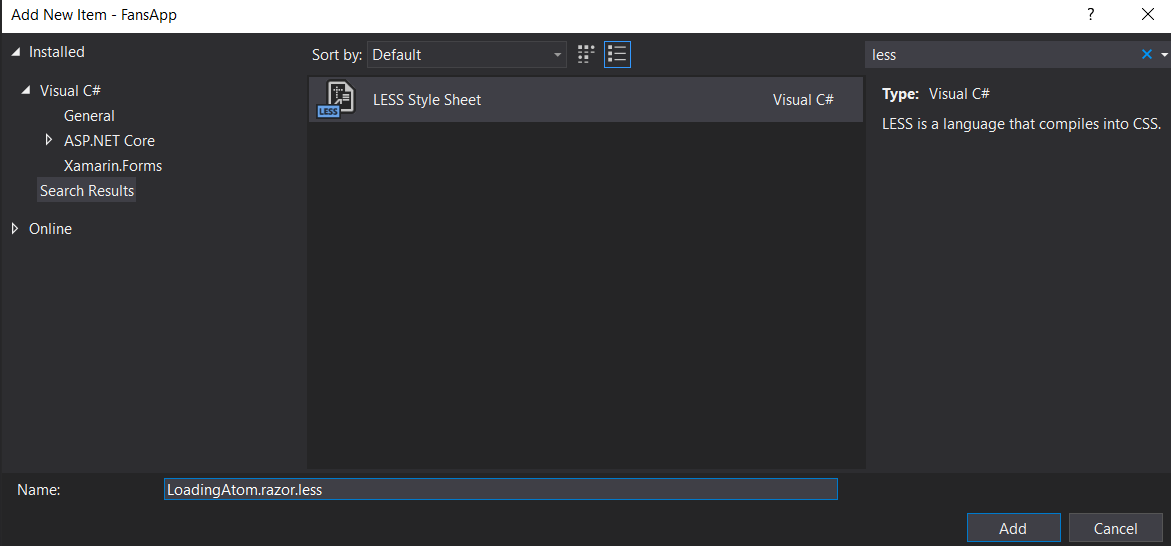 Add New Item - FansApp
?
Installed
Sort by: Default
less
Visual C#
General
ASP.NET Core
Xamarin.Forms
Search Results
Online
LESS
LESS Style Sheet
Visual C#
Type: Visual C#
LESS is a language that compiles into CSS.
Name: LoadingAtom.razor.less
Add
Cancel